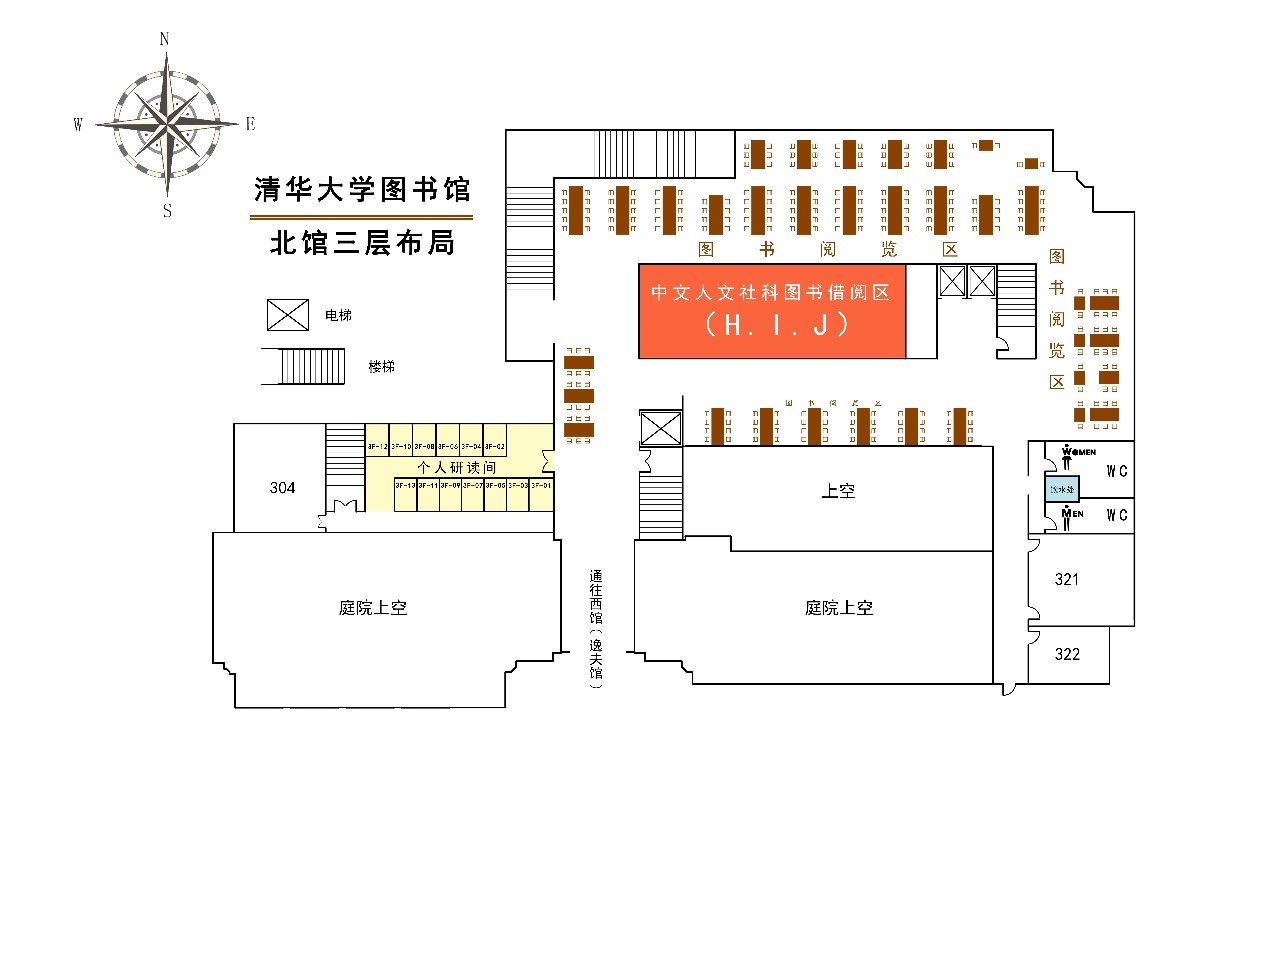 N
W
E
S
清华大学图书馆
北馆三层布局
电梯
楼梯
图书阅览区
中文人文社科图书借阅区
(H.I.J)
图书阅览区
图书阅览区
3F-12 3F-10 3F-08 3F-06 3F-04 3F-02
个人研读间
3F-13 3F-11 3F-09 3F-07 3F-05 3F-03 3F-01
304
上空
WOMEN
WC
饮水处
MEN
WC
庭院上空
通往西馆(逸夫馆)
庭院上空
321
322